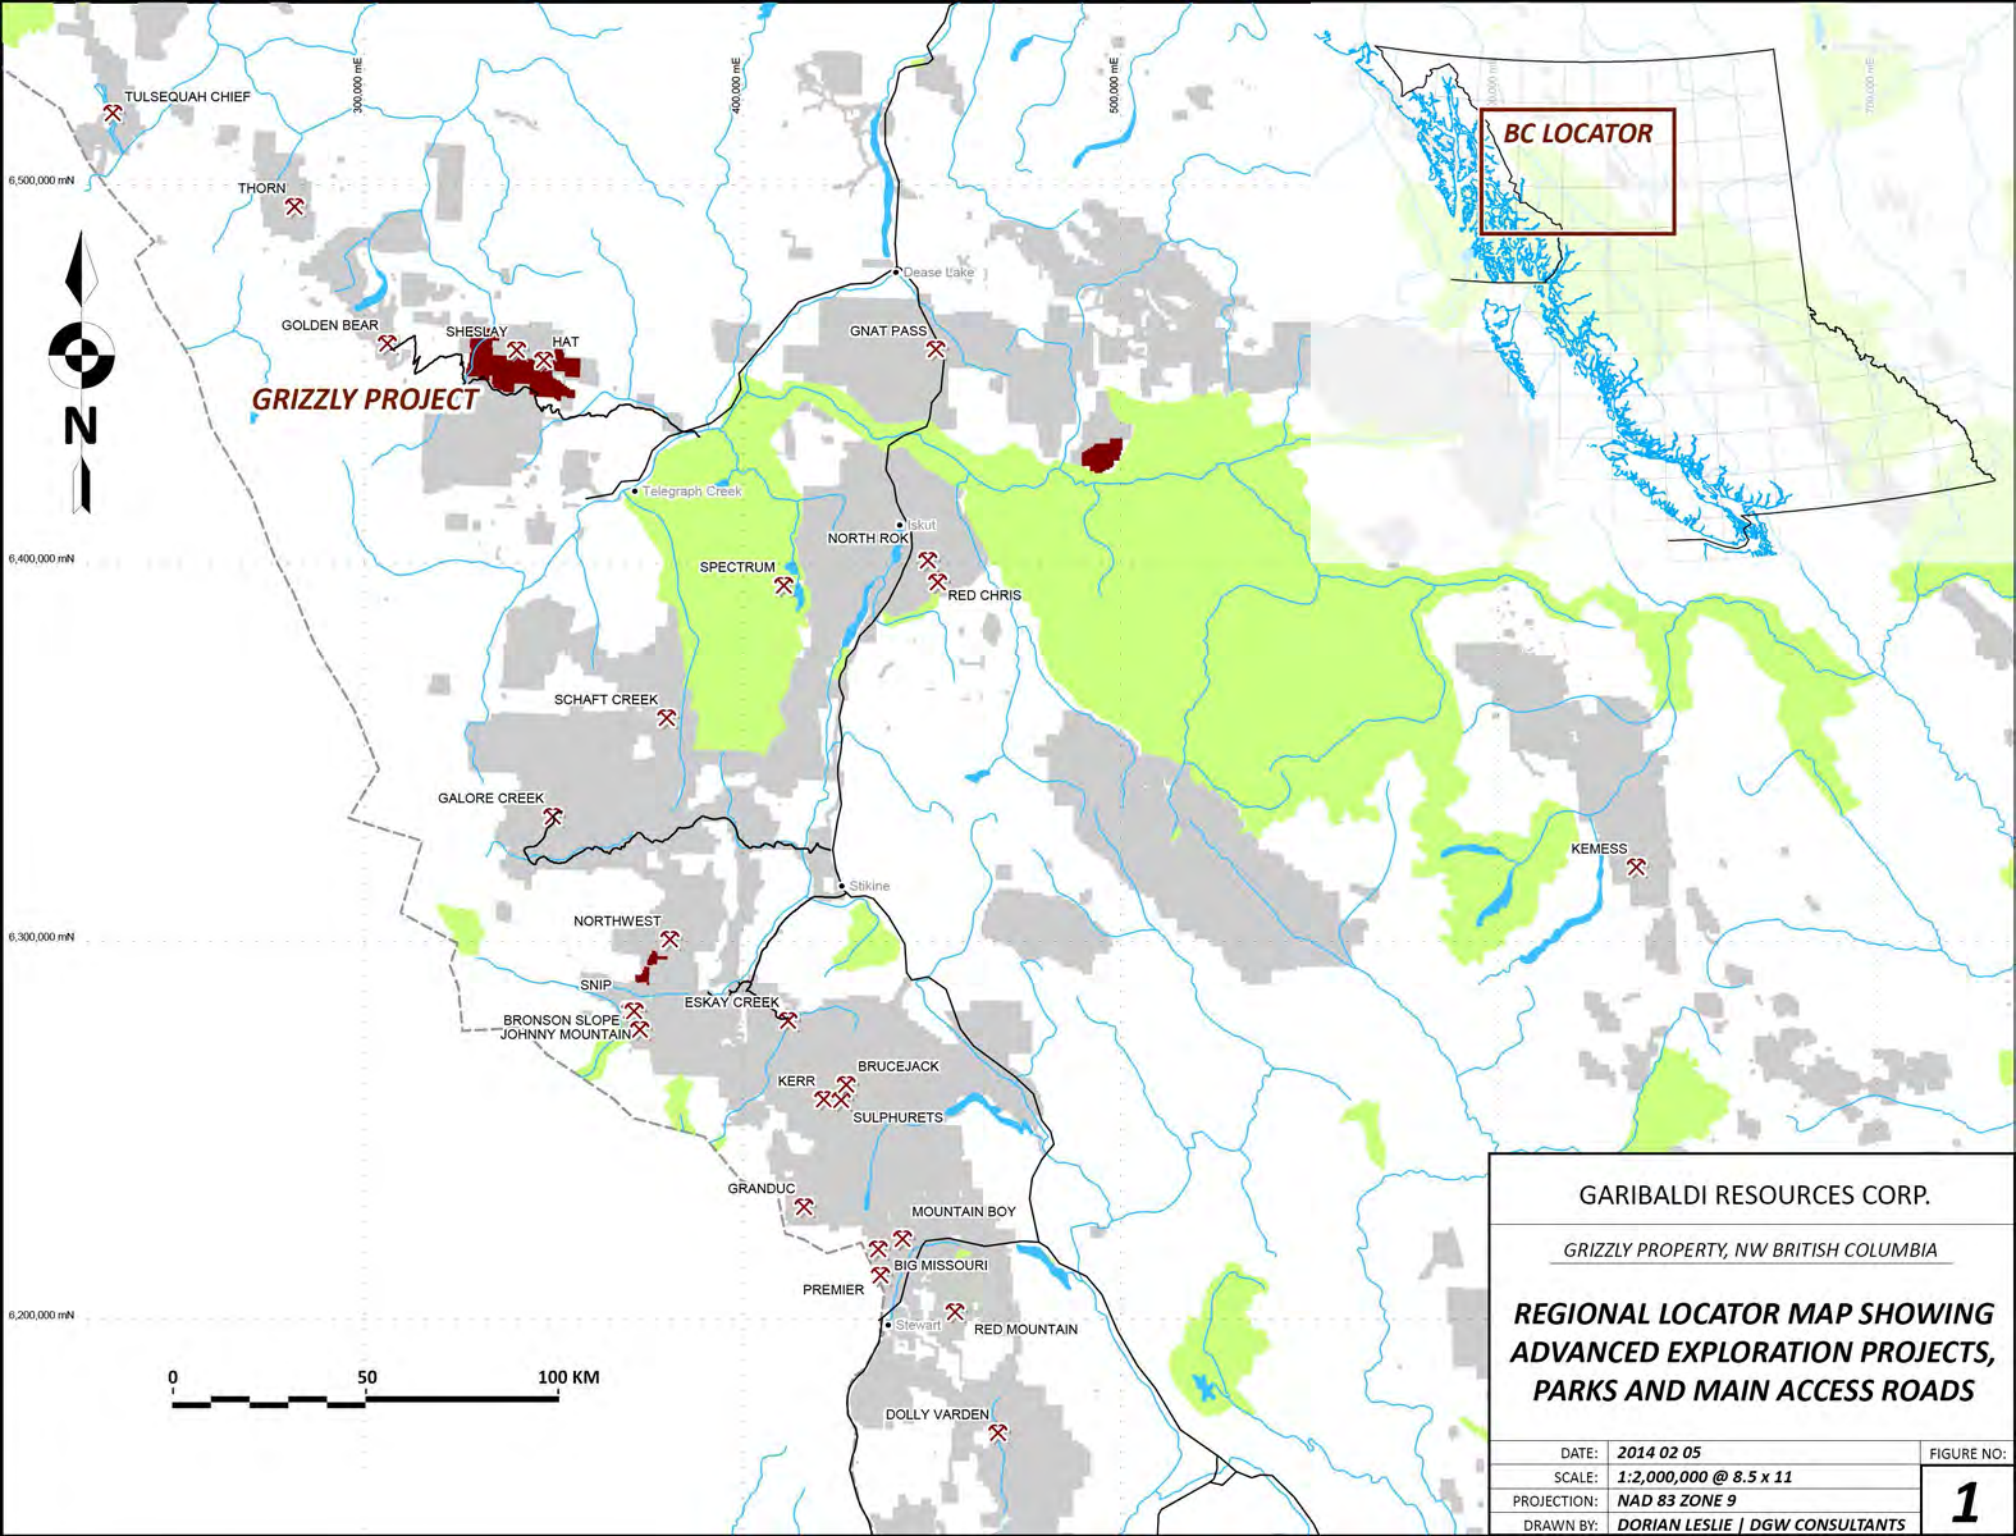 300,000 mE
400,000 mE
500,000 mE
700,000 mE
TULSEQUAH CHIEF
BC LOCATOR
6,500,000 mN
THORN
Dease Lake
GOLDEN BEAR
SHESLAY
HAT
GNAT PASS
GRIZZLY PROJECT
N
Telegraph Creek
Iskut
NORTH ROK
6,400,000 mN
SPECTRUM
RED CHRIS
SCHAFT CREEK
GALORE CREEK
KEMESS
Stikine
NORTHWEST
6,300,000 mN
SNIP
ESKAY CREEK
BRONSON SLOPE
JOHNNY MOUNTAIN
BRUCEJACK
KERR
SULPHURETS
GRANDUC
MOUNTAIN BOY
BIG MISSOURI
PREMIER
6,200,000 mN
Stewart
RED MOUNTAIN
0 50 100 KM
DOLLY VARDEN
GARIBALDI RESOURCES CORP.
GRIZZLY PROPERTY, NW BRITISH COLUMBIA
REGIONAL LOCATOR MAP SHOWING
ADVANCED EXPLORATION PROJECTS,
PARKS AND MAIN ACCESS ROADS
DATE: 2014 02 05
FIGURE NO:
SCALE: 1:2,000,000 @ 8.5 x 11
PROJECTION: NAD 83 ZONE 9
1
DRAWN BY: DORIAN LESLIE | DGW CONSULTANTS